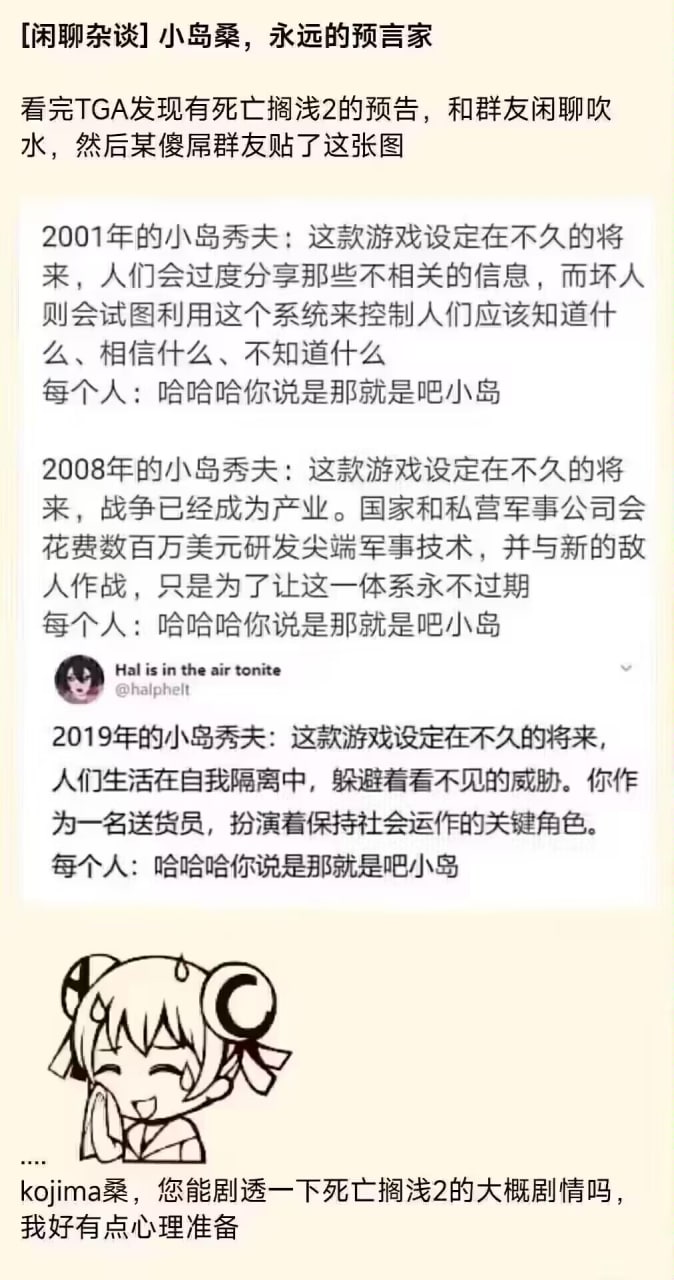 [闲聊杂谈] 小岛桑，永远的预言家
看完TGA发现有死亡搁浅2的预告，和群友闲聊吹
水，然后某傻屌群友贴了这张图
2001年的小岛秀夫：这款游戏设定在不久的将
来，人们会过度分享那些不相关的信息，而坏人
则会试图利用这个系统来控制人们应该知道什
么、相信什么、不知道什么
每个人：哈哈哈你说是那就是吧小岛
2008年的小岛秀夫：这款游戏设定在不久的将
来，战争已经成为产业。国家和私营军事公司会
花费数百万美元研发尖端军事技术，并与新的敌
人作战，只是为了让这一体系永不过期
每个人：哈哈哈你说是那就是吧小岛
Hal is in the air tonite
@halphelt
2019年的小岛秀夫：这款游戏设定在不久的将来，
人们生活在自我隔离中，躲避着看不见的威胁。你作
为一名送货员，扮演着保持社会运作的关键角色。
每个人：哈哈哈你说是那就是吧小岛
....
kojima桑，您能剧透一下死亡搁浅2的大概剧情吗，
我好有点心理准备